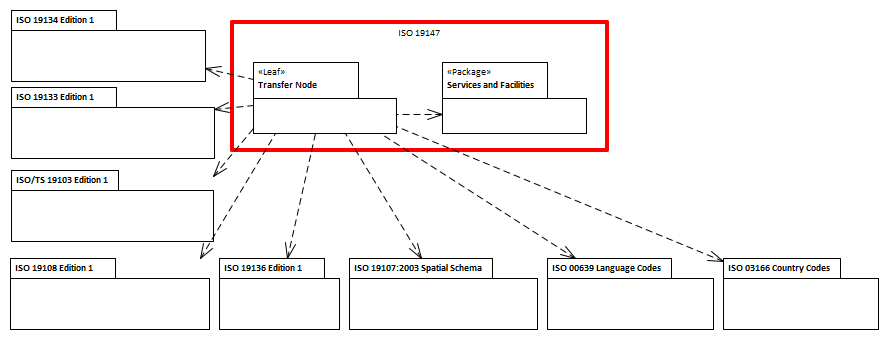 ISO 19134 Edition 1
ISO 19147
«Leaf»
Transfer Node
«Package»
Services and Facilities
ISO 19133 Edition 1
ISO/TS 19103 Edition 1
ISO 19108 Edition 1
ISO 19136 Edition 1
ISO 19107:2003 Spatial Schema
ISO 00639 Language Codes
ISO 03166 Country Codes